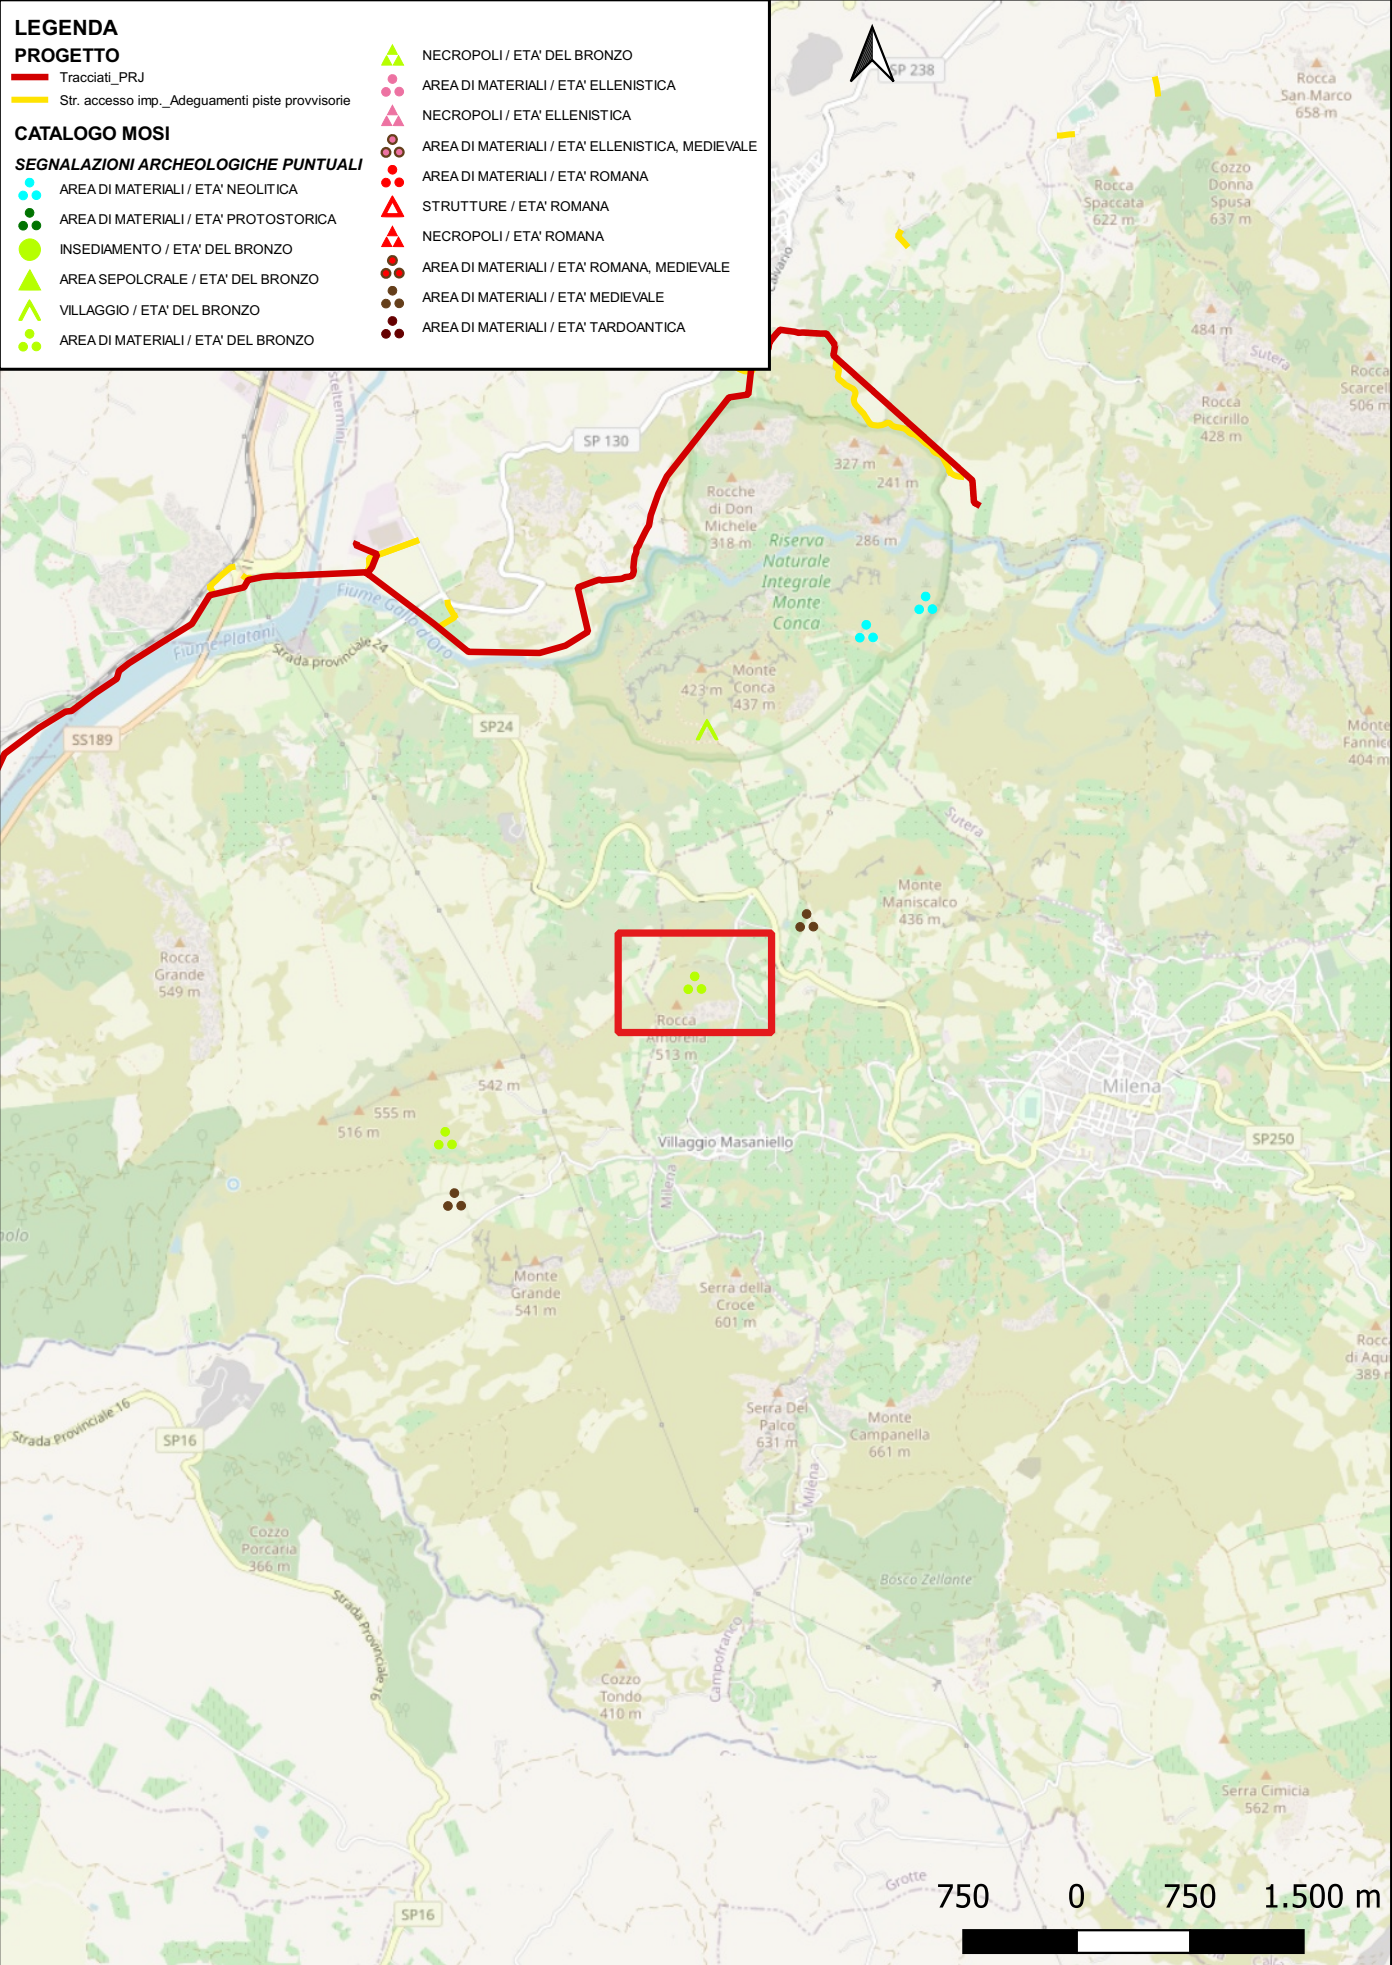 LEGENDA
PROGETTO
Tracciati_PRJ
Str. accesso imp._Adeguamenti piste provvisorie
CATALOGO MOSI
SEGNALAZIONI ARCHEOLOGICHE PUNTUALI
AREA DI MATERIALI / ETA' NEOLITICA
AREA DI MATERIALI / ETA' PROTOSTORICA
INSEDIAMENTO / ETA' DEL BRONZO
AREA SEPOLCRALE / ETA' DEL BRONZO
VILLAGGIO / ETA' DEL BRONZO
AREA DI MATERIALI / ETA' DEL BRONZO
NECROPOLI / ETA' DEL BRONZO
AREA DI MATERIALI / ETA' ELLENISTICA
NECROPOLI / ETA' ELLENISTICA
AREA DI MATERIALI / ETA' ELLENISTICA, MEDIEVALE
AREA DI MATERIALI / ETA' ROMANA
STRUTTURE / ETA' ROMANA
NECROPOLI / ETA' ROMANA
AREA DI MATERIALI / ETA' ROMANA, MEDIEVALE
AREA DI MATERIALI / ETA' MEDIEVALE
AREA DI MATERIALI / ETA' TARDOANTICA
SP 238
Rocca
San Marco
658 m
Rocca
Spaccata
622 m
Cozzo
Donna
Spusa
637 m
Calvario
484 m
Sutera
Rocca
Scarcel
506 m
Rocca
Piccirillo
428 m
SP 130
327 m
241 m
Rocche
di Don
Michele
318 m
286 m
Riserva
Naturale
Integrale
Monte
Conca
Fiume Gallo d'Oro
Fiume Platani
Strada provinciale 24
423 m
Monte
Conca
437 m
SP24
SS189
Monte
Fannic
404 m
Sutera
Monte
Maniscalco
436 m
Rocca
Grande
549 m
Rocca
Amorella
513 m
542 m
555 m
516 m
Milena
Villaggio Masaniello
SP250
Milena
nolo
Monte
Grande
541 m
Serra della
Croce
601 m
Rocc
di Aqu
389 m
Strada Provinciale 16
SP16
Serra Del
Palco
631 m
Monte
Campanella
661 m
Milena
Cozzo
Porcaria
366 m
Bosco Zellante
Strada Provinciale 16
Campofranco
Cozzo
Tondo
410 m
Serra Cimicia
562 m
Grotte
SP16
750 0 750 1.500 m